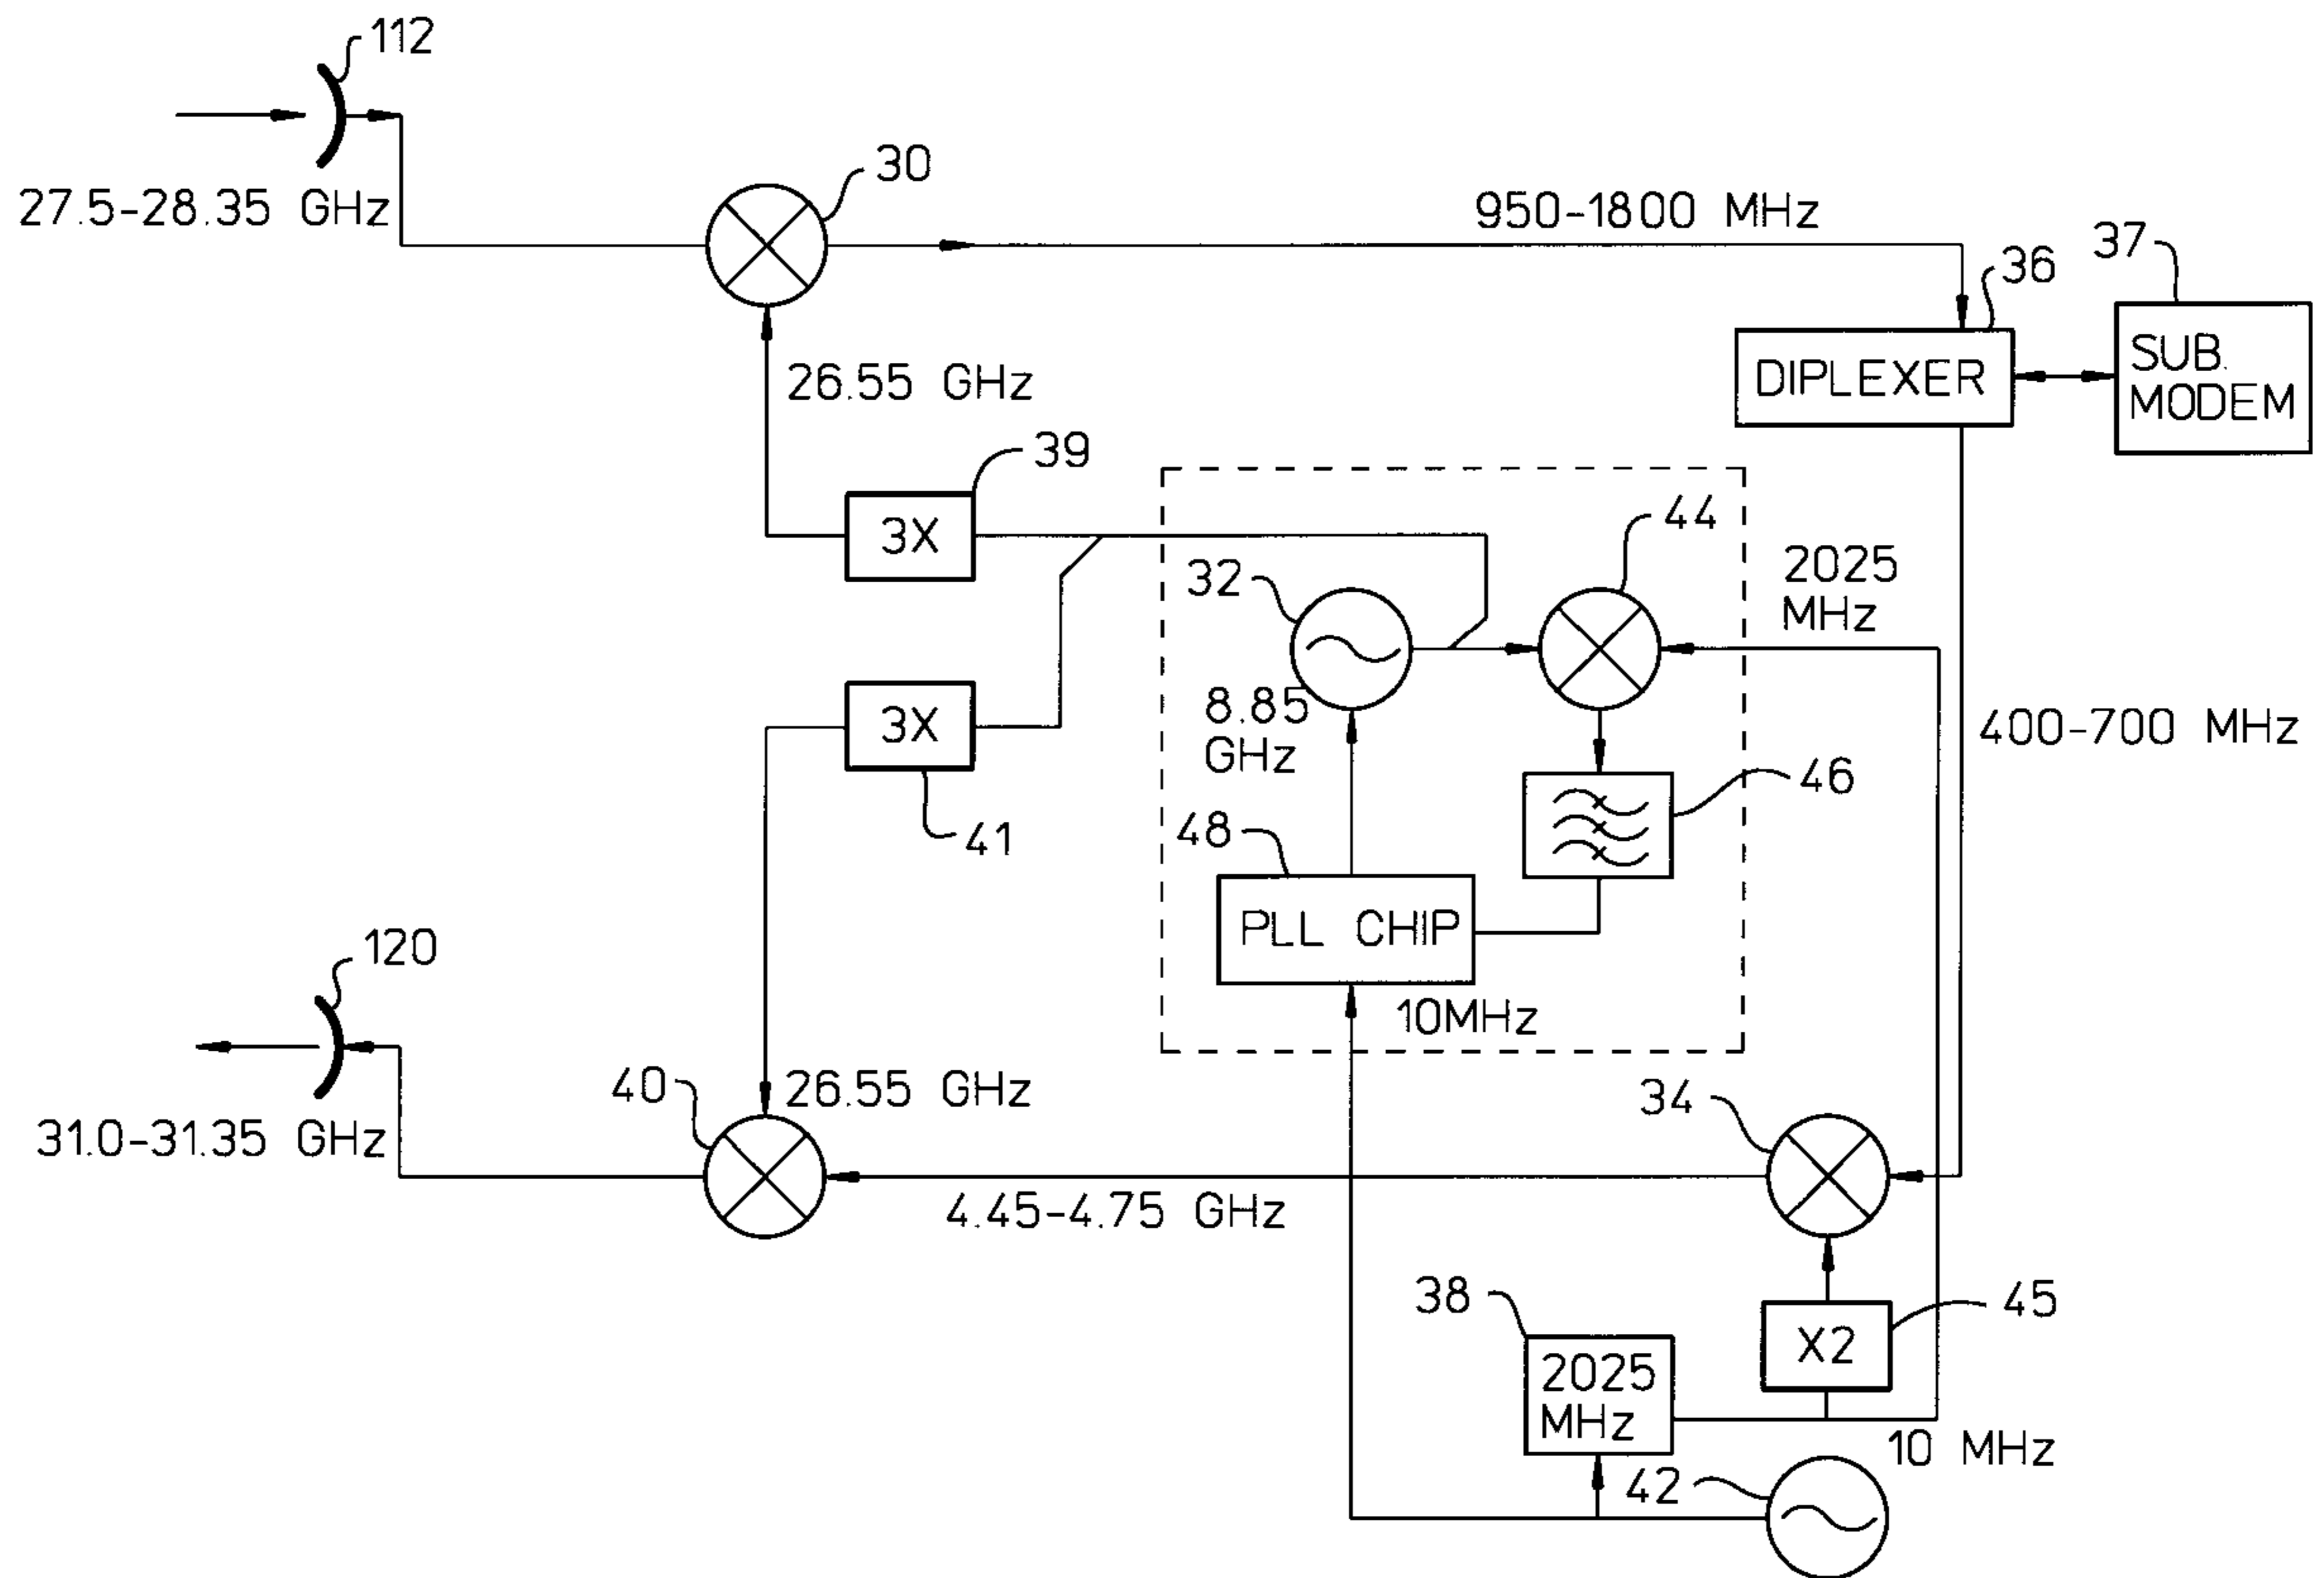 112
27.5-28.35 GHz
30
950-1800 MHz
36
37
DIPLEXER
SUB.
MODEM
26.55 GHz
39
3X
44
32
2025
MHz
8.85
GHz
3X
41
400-700 MHz
46
48
PLL CHIP
10MHz
120
31.0-31.35 GHz
40
26.55 GHz
34
4.45-4.75 GHz
38
45
X2
2025
MHz
10 MHz
42